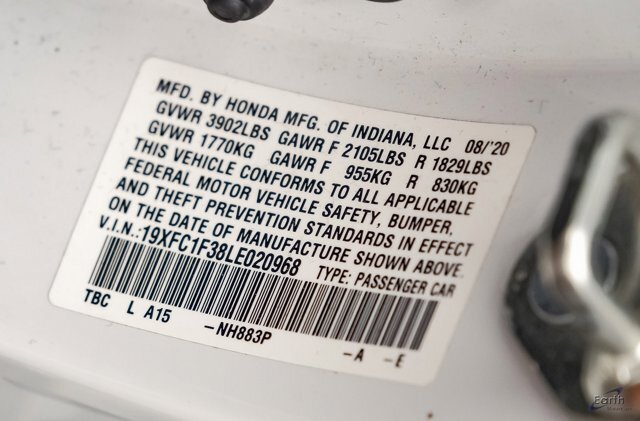 MFD. BY HONDA MFG. OF INDIANA, LLC 08/'20
GVWR 3902LBS GAWR F 2105LBS R 1829LBS
GVWR 1770KG GAWR F 955KG R 830KG
THIS VEHICLE CONFORMS TO ALL APPLICABLE
FEDERAL MOTOR VEHICLE SAFETY, BUMPER,
AND THEFT PREVENTION STANDARDS IN EFFECT
ON THE DATE OF MANUFACTURE SHOWN ABOVE.
V.I.N.:19XFC1F38LE020968 TYPE: PASSENGER CAR
TBC L A15 -NH883P -A -E
Earth